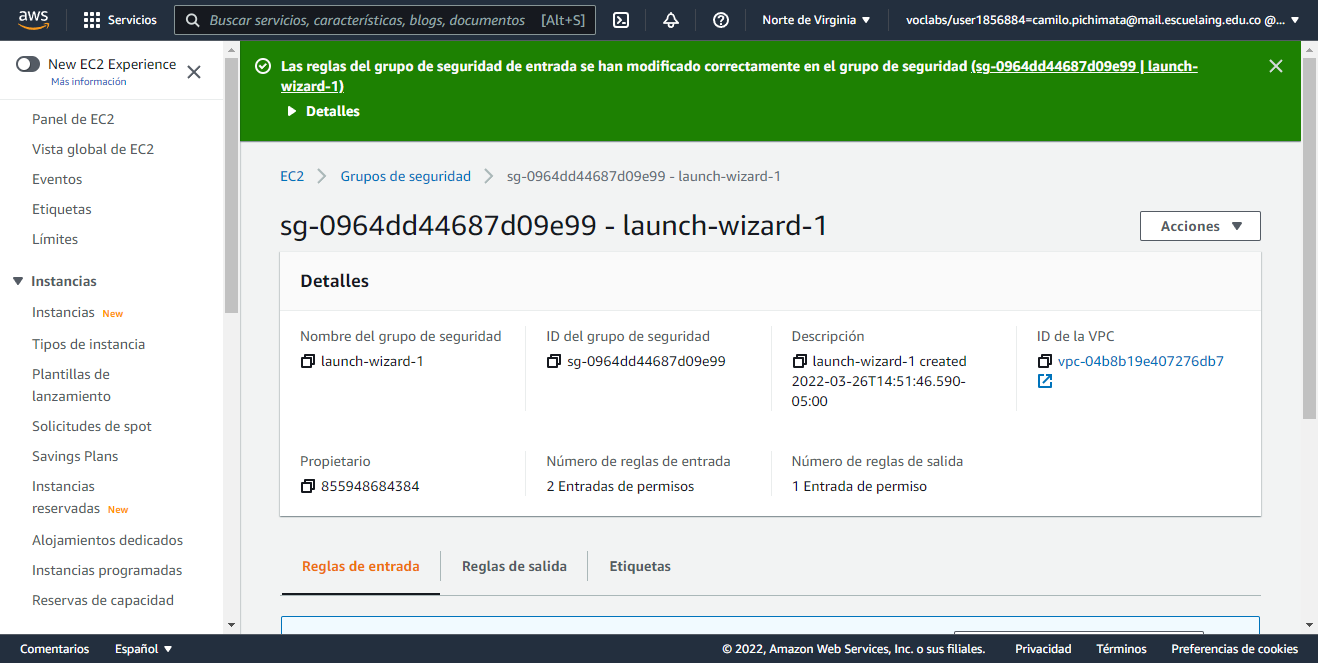 aws
Servicios
Buscar servicios, características, blogs, documentos [Alt+S]
Norte de Virginia
voclabs/user1856884=camilo.pichimata@mail.escuelaing.edu.co @...
New EC2 Experience
Más información
Panel de EC2
Vista global de EC2
Eventos
Etiquetas
Límites
Instancias
Instancias New
Tipos de instancia
Plantillas de
lanzamiento
Solicitudes de spot
Savings Plans
Instancias
reservadas New
Alojamientos dedicados
Instancias programadas
Reservas de capacidad
Las reglas del grupo de seguridad de entrada se han modificado correctamente en el grupo de seguridad (sg-0964dd44687d09e99 | launch-
wizard-1)
Detalles
EC2 > Grupos de seguridad > sg-0964dd44687d09e99 - launch-wizard-1
sg-0964dd44687d09e99 - launch-wizard-1
Acciones
Detalles
Nombre del grupo de seguridad
launch-wizard-1
ID del grupo de seguridad
sg-0964dd44687d09e99
Descripción
launch-wizard-1 created
2022-03-26T14:51:46.590-
05:00
ID de la VPC
vpc-04b8b19e407276db7
Propietario
855948684384
Número de reglas de entrada
2 Entradas de permisos
Número de reglas de salida
1 Entrada de permiso
Reglas de entrada
Reglas de salida
Etiquetas
Comentarios
Español
© 2022, Amazon Web Services, Inc. o sus filiales.
Privacidad
Términos
Preferencias de cookies